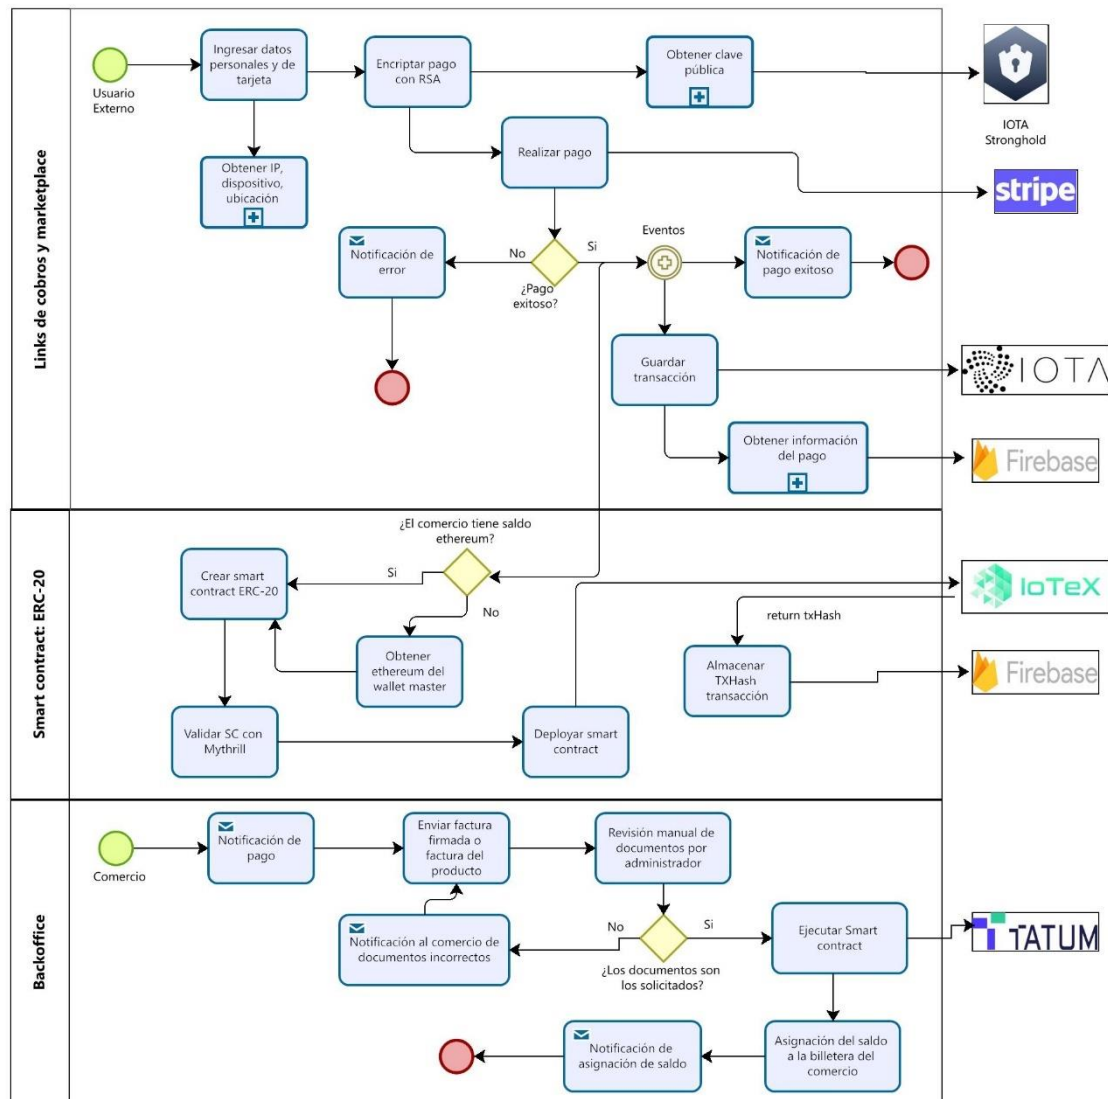 Links de cobros y marketplace
Usuario
Externo
Ingresar datos
personales y de
tarjeta
Encriptar pago
con RSA
Obtener clave
pública
IOTA
Stronghold
Obtener IP,
dispositivo,
ubicación
Realizar pago
stripe
Notificación de
error
No
¿Pago
exitoso?
Si
Eventos
Notificación de
pago exitoso
Guardar
transacción
IOTA
Obtener información
del pago
Firebase
Smart contract: ERC-20
¿El comercio tiene saldo
ethereum?
Crear smart
contract ERC-20
Si
No
Obtener
ethereum del
wallet master
IoTeX
return txHash
Almacenar
TXHash
transacción
Firebase
Validar SC con
Mythrill
Deployar smart
contract
Backoffice
Comercio
Notificación de
pago
Enviar factura
firmada o
factura del
producto
Revisión manual de
documentos por
administrador
Notificación al comercio de
documentos incorrectos
No
Si
¿Los documentos son
los solicitados?
Ejecutar Smart
contract
TATUM
Notificación de
asignación de saldo
Asignación del saldo
a la billetera del
comercio